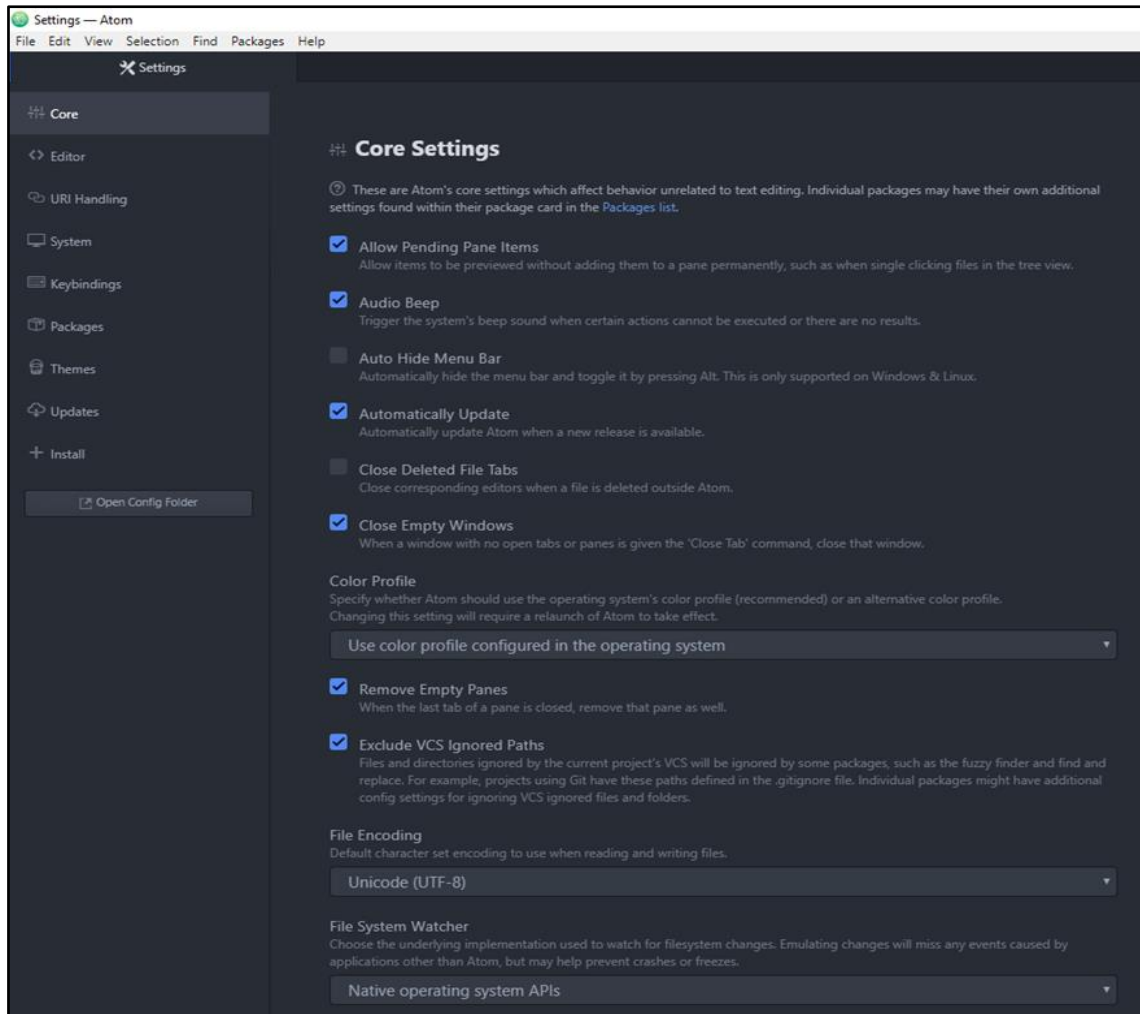 Settings — Atom
File Edit View Selection Find Packages Help
Settings
Core
Editor
URI Handling
System
Keybindings
Packages
Themes
Updates
Install
Open Config Folder
Core Settings
These are Atom's core settings which affect behavior unrelated to text editing. Individual packages may have their own additional
settings found within their package card in the Packages list.
Allow Pending Pane Items
Allow items to be previewed without adding them to a pane permanently, such as when single clicking files in the tree view.
Audio Beep
Trigger the system's beep sound when certain actions cannot be executed or there are no results.
Auto Hide Menu Bar
Automatically hide the menu bar and toggle it by pressing Alt. This is only supported on Windows & Linux.
Automatically Update
Automatically update Atom when a new release is available.
Close Deleted File Tabs
Close corresponding editors when a file is deleted outside Atom.
Close Empty Windows
When a window with no open tabs or panes is given the 'Close Tab' command, close that window.
Color Profile
Specify whether Atom should use the operating system's color profile (recommended) or an alternative color profile.
Changing this setting will require a relaunch of Atom to take effect.
Use color profile configured in the operating system
Remove Empty Panes
When the last tab of a pane is closed, remove that pane as well.
Exclude VCS Ignored Paths
Files and directories ignored by the current project's VCS will be ignored by some packages, such as the fuzzy finder and find and
replace. For example, projects using Git have these paths defined in the .gitignore file. Individual packages might have additional
config settings for ignoring VCS ignored files and folders.
File Encoding
Default character set encoding to use when reading and writing files.
Unicode (UTF-8)
File System Watcher
Choose the underlying implementation used to watch for filesystem changes. Emulating changes will miss any events caused by
applications other than Atom, but may help prevent crashes or freezes.
Native operating system APIs